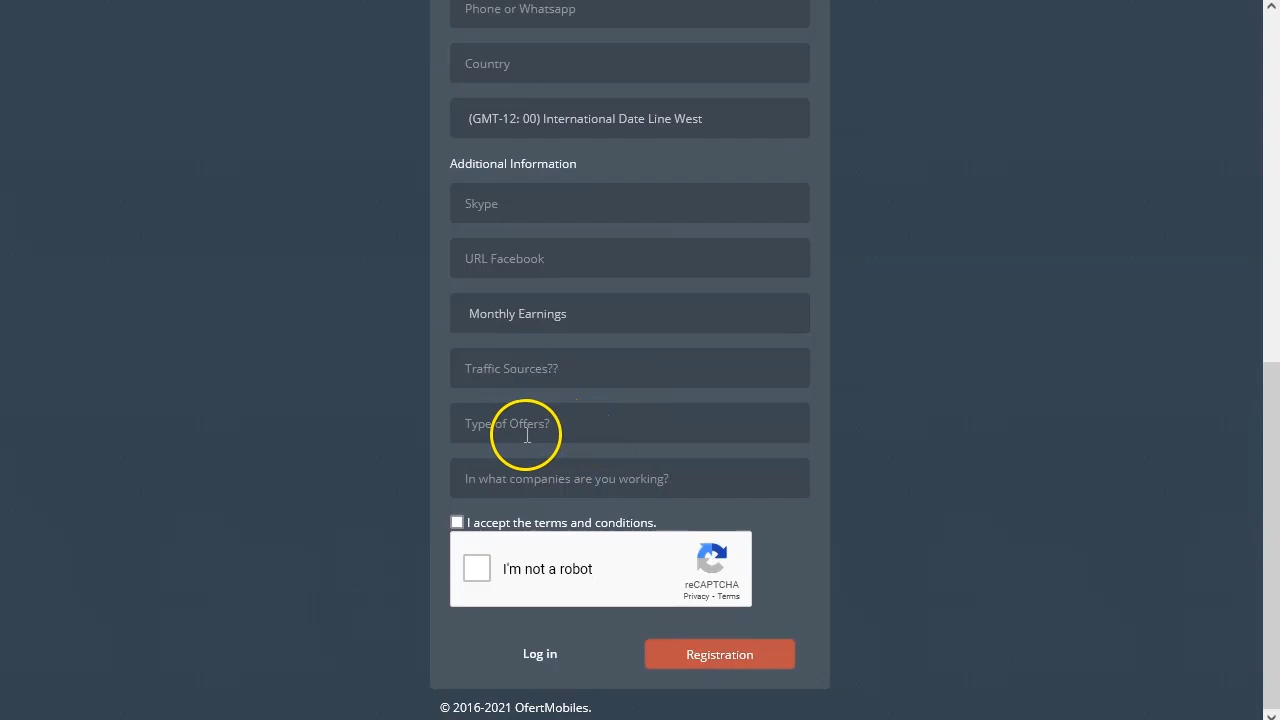 Phone or Whatsapp
Country
(GMT-12: 00) International Date Line West
Additional Information
Skype
URL Facebook
Monthly Earnings
Traffic Sources??
Type of Offers?
In what companies are you working?
I accept the terms and conditions.
I'm not a robot
reCAPTCHA
Privacy - Terms
Log in
Registration
© 2016-2021 OfertMobiles.